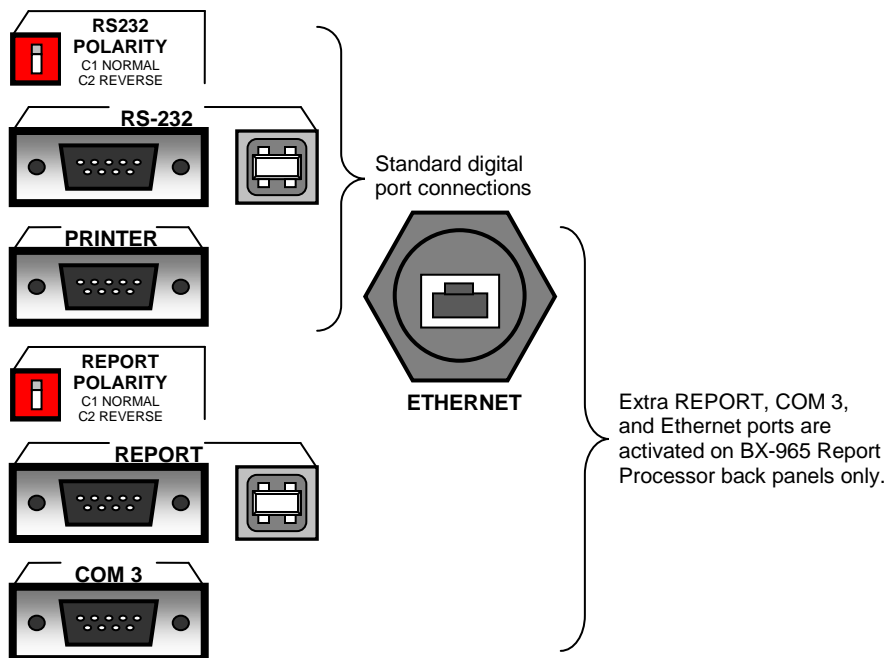 RS232
POLARITY
C1 NORMAL
C2 REVERSE
RS-232
PRINTER
Standard digital
port connections
REPORT
POLARITY
C1 NORMAL
C2 REVERSE
REPORT
COM 3
ETHERNET
Extra REPORT, COM 3,
and Ethernet ports are
activated on BX-965 Report
Processor back panels only.